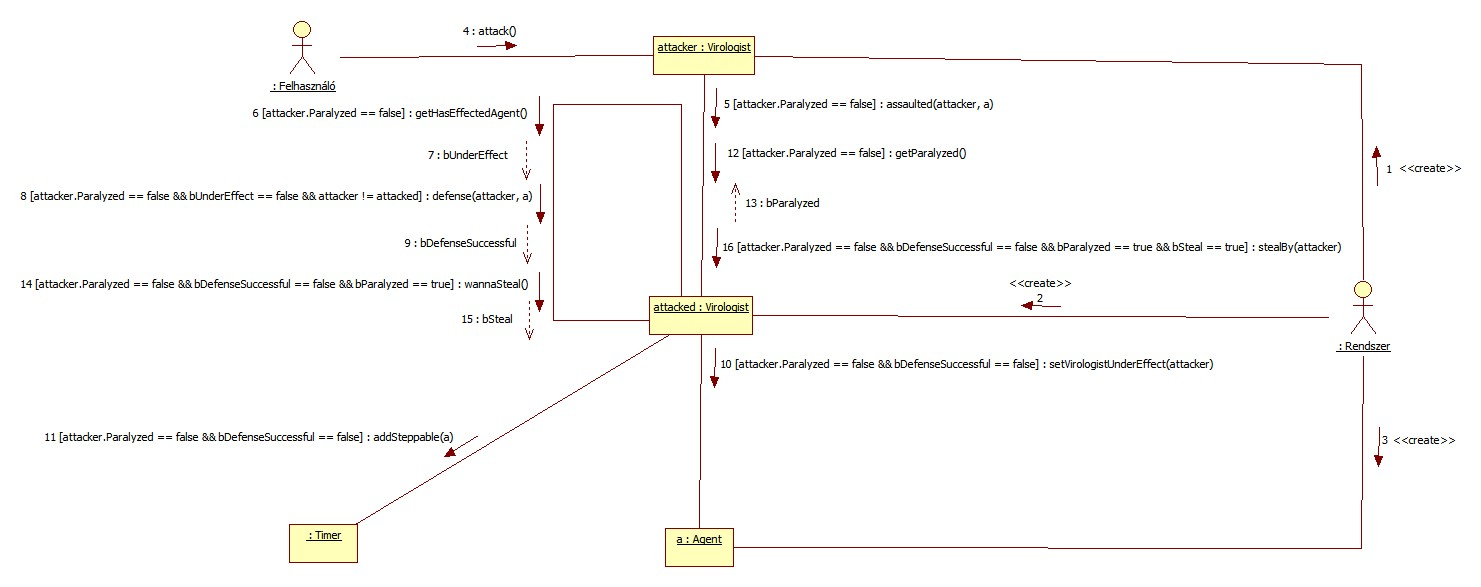 4 : attack()
attacker : Virologist
: Felhasználó
5 [attacker.Paralyzed == false] : assaulted(attacker, a)
6 [attacker.Paralyzed == false] : getHasEffectedAgent()
7 : bUnderEffect
12 [attacker.Paralyzed == false] : getParalyzed()
1 <<create>>
8 [attacker.Paralyzed == false && bUnderEffect == false && attacker != attacked] : defense(attacker, a)
13 : bParalyzed
9 : bDefenseSuccessful
16 [attacker.Paralyzed == false && bDefenseSuccessful == false && bParalyzed == true && bSteal == true] : stealBy(attacker)
14 [attacker.Paralyzed == false && bDefenseSuccessful == false && bParalyzed == true] : wannaSteal()
<<create>>
2
attacked : Virologist
15 : bSteal
: Rendszer
10 [attacker.Paralyzed == false && bDefenseSuccessful == false] : setVirologistUnderEffect(attacker)
11 [attacker.Paralyzed == false && bDefenseSuccessful == false] : addSteppable(a)
3 <<create>>
: Timer
a : Agent